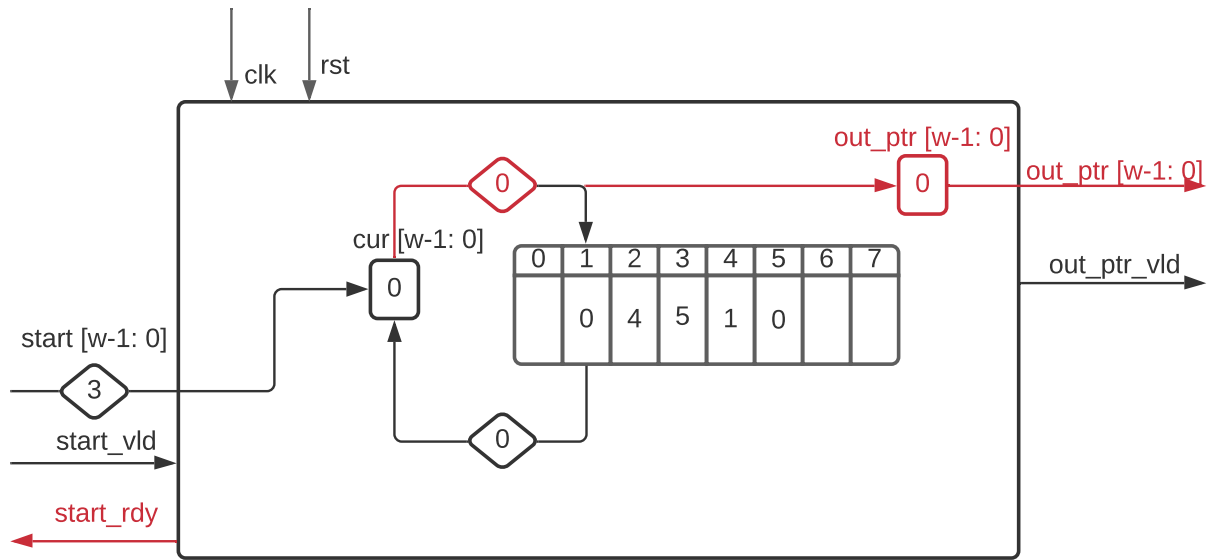 clk
rst
out_ptr [w-1: 0]
0
0
out_ptr [w-1: 0]
cur [w-1: 0]
0
0 1 2 3 4 5 6 7
0 4 5 1 0
out_ptr_vld
start [w-1: 0]
3
0
start_vld
start_rdy